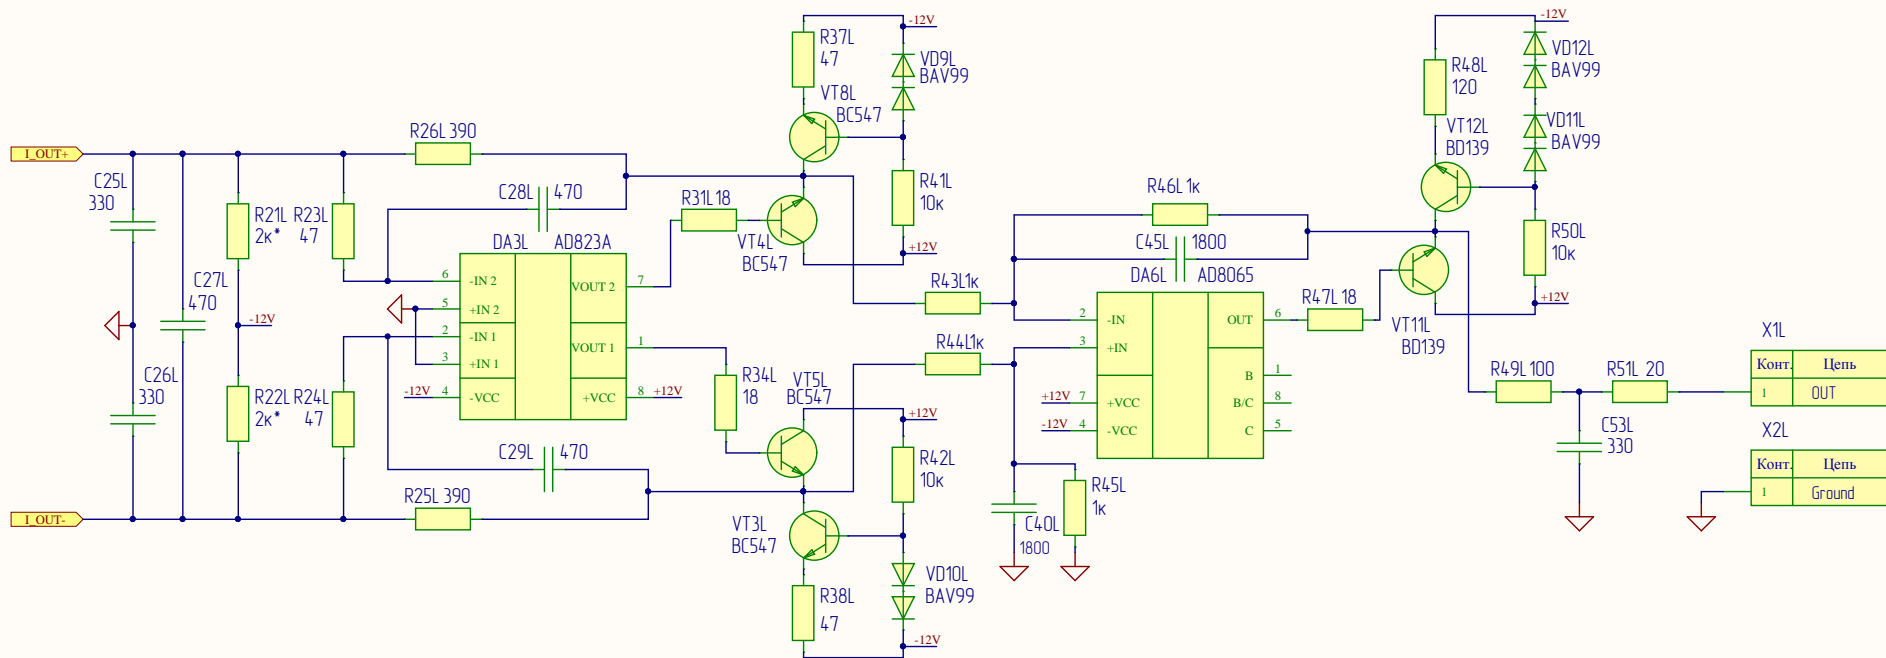 -12V
R37L
47
VD9L
BAV99
VT8L
BC547
R26L 390
I_OUT+
C25L
330
C28L 470
R31L 18
R41L
10к
R21L
2к*
R23L
47
VT4L
BC547
+12V
DA3L AD823A
C27L
470
-12V
6 -IN 2
5 +IN 2
2 -IN 1
3 +IN 1
-12V 4 -VCC
VOUT 2 7
VOUT 1 1
+VCC 8 +12V
C26L
330
R22L
2к*
R24L
47
R34L
18
VT5L
BC547
+12V
C29L 470
R42L
10к
R25L 390
I_OUT-
VT3L
BC547
VD10L
BAV99
R38L
47
-12V
R43L 1к
R44L 1к
R46L 1к
C45L 1800
DA6L AD8065
2 -IN
3 +IN
+12V 7 +VCC
-12V 4 -VCC
OUT 6
B 1
B/C 8
C 5
C40L
1800
R45L
1к
R47L 18
-12V
R48L
120
VD12L
BAV99
VD11L
BAV99
VT12L
BD139
R50L
10к
+12V
VT11L
BD139
R49L 100
R51L 20
C53L
330
X1L
Конт. Цепь
1 OUT
X2L
Конт. Цепь
1 Ground